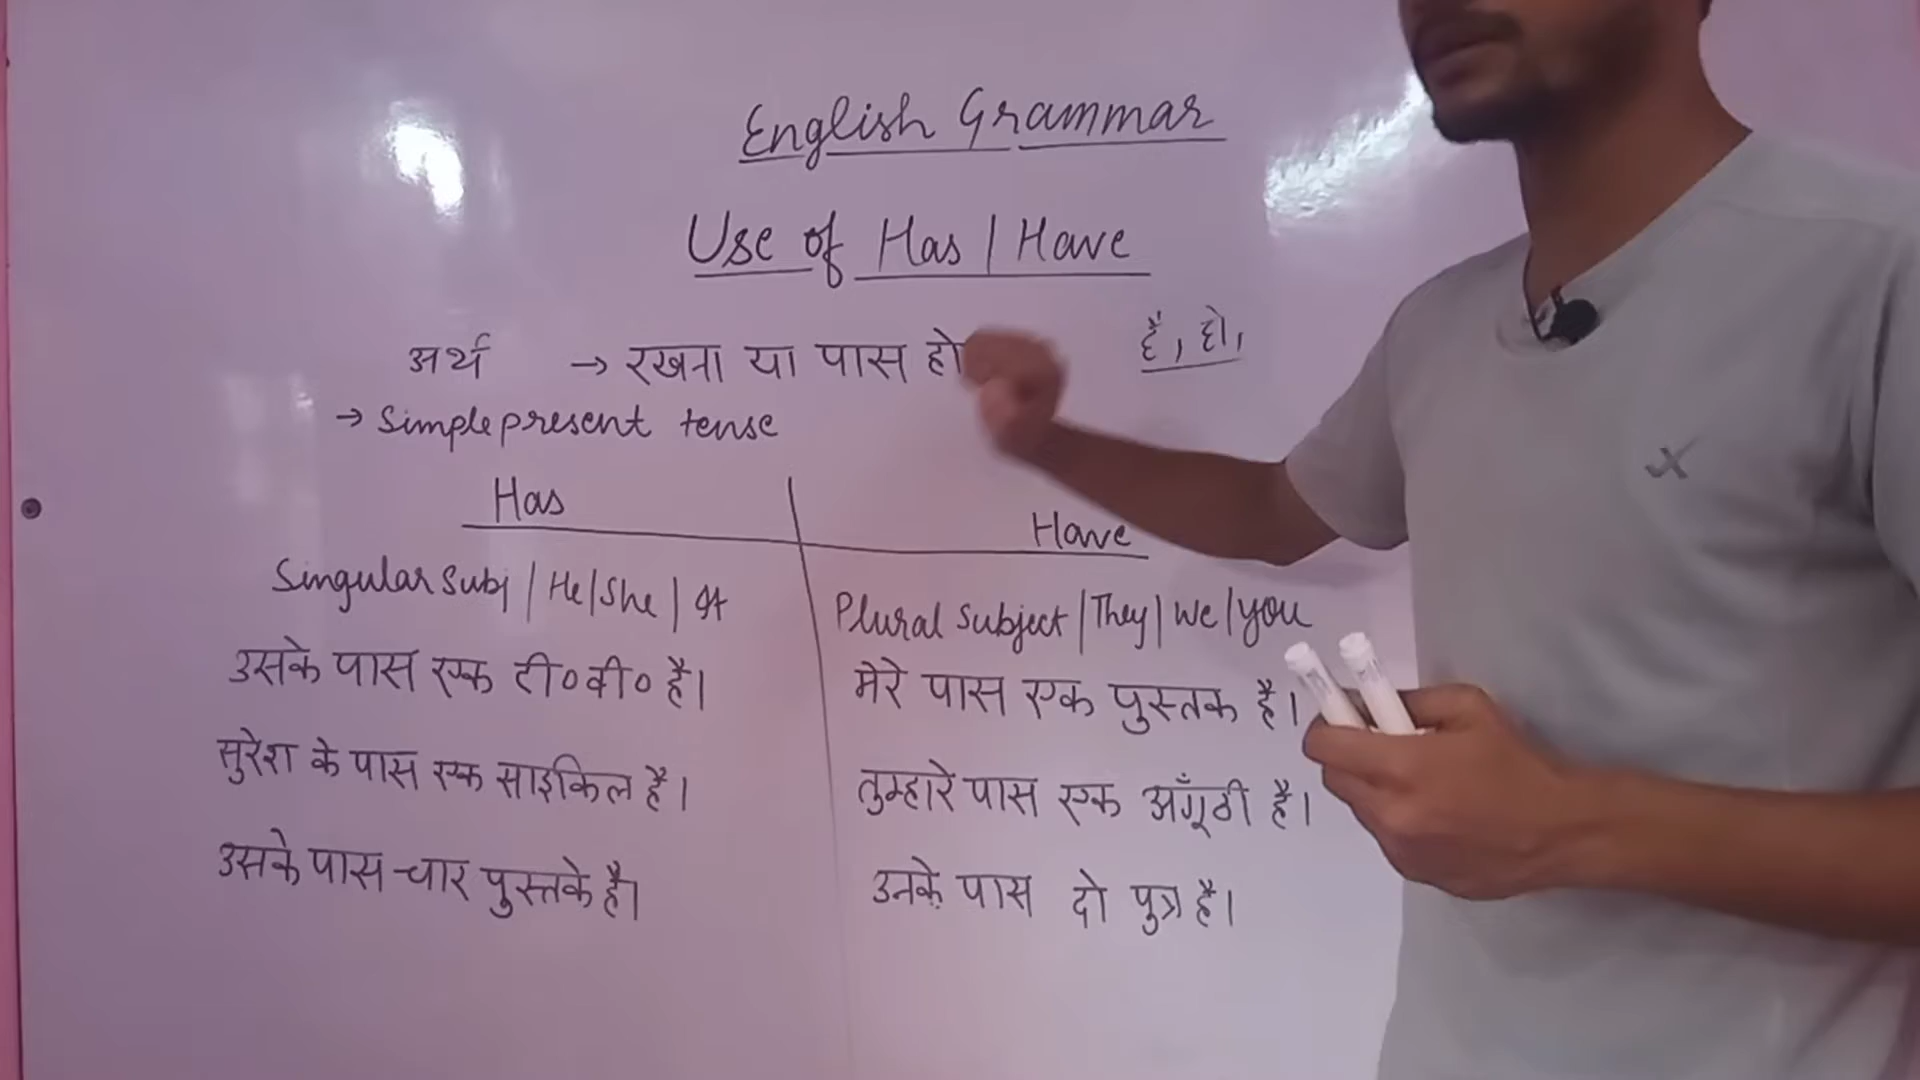 English Grammar
Use of Has | Have
अर्थ → रखना या पास हो
हैं, हो,
→ Simple present tense
Has
Have
Singular Subj | He | She | It
Plural Subject | They | We | you
उसके पास एक टी०वी० है।
मेरे पास एक पुस्तक है।
सुरेश के पास एक साइकिल है।
तुम्हारे पास एक अँगूठी है।
उसके पास चार पुस्तके है।
उनके पास दो पुत्र है।